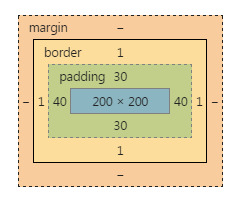 margin –
border 1
padding 30
– 1 40 200 × 200 40 1 –
30
1
–